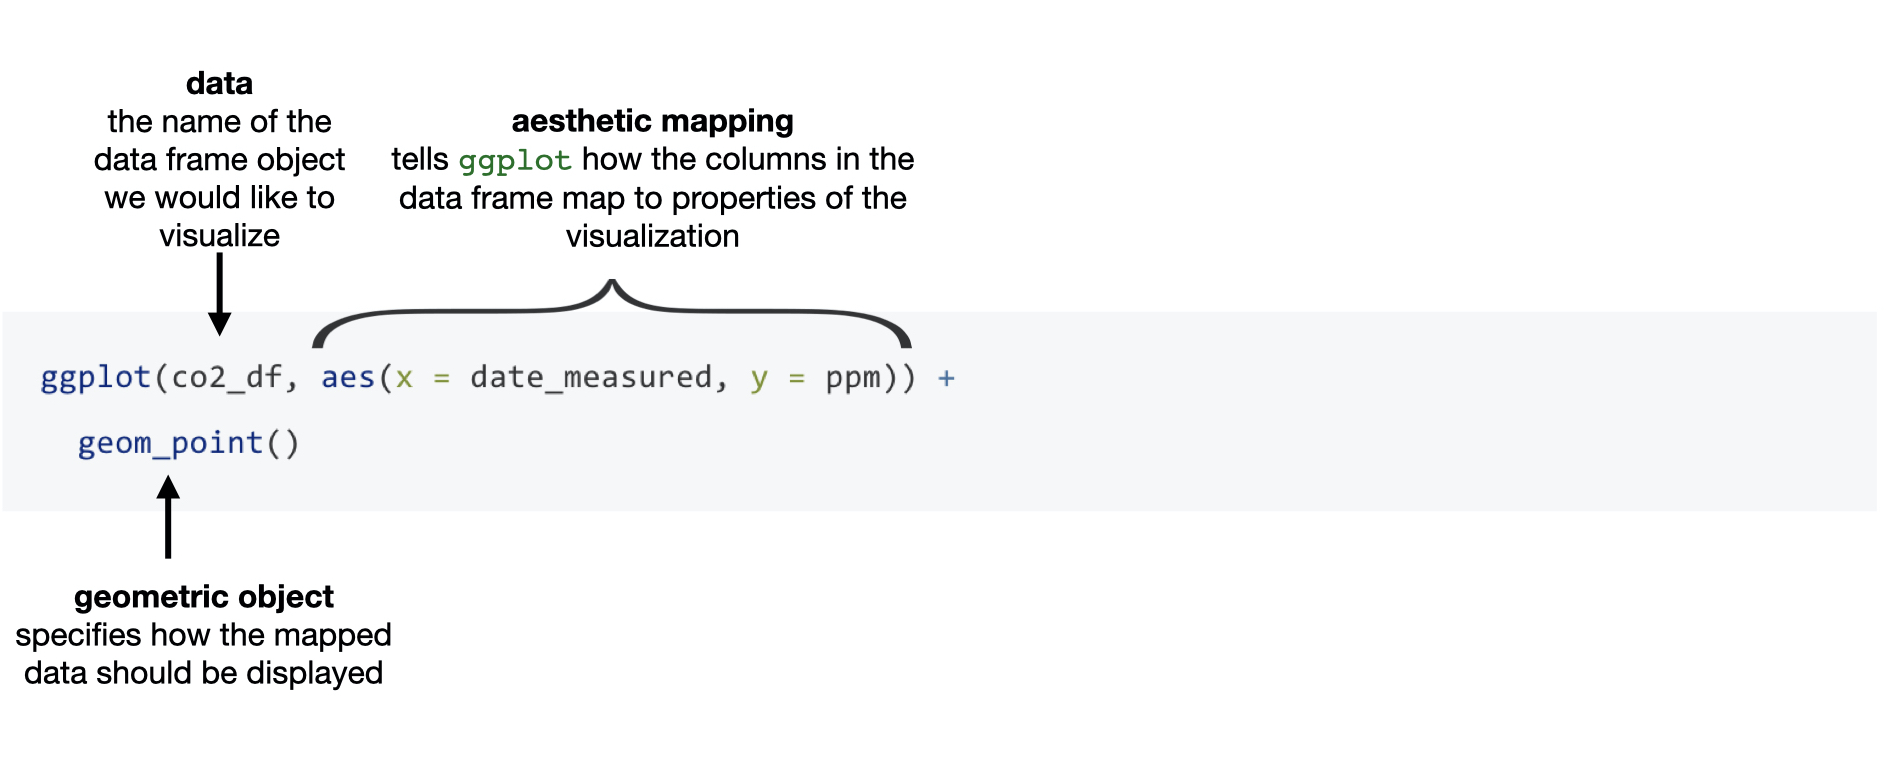 data
the name of the
data frame object
we would like to
visualize
aesthetic mapping
tells ggplot how the columns in the
data frame map to properties of the
visualization
ggplot(co2_df, aes(x = date_measured, y = ppm)) +
geom_point()
geometric object
specifies how the mapped
data should be displayed